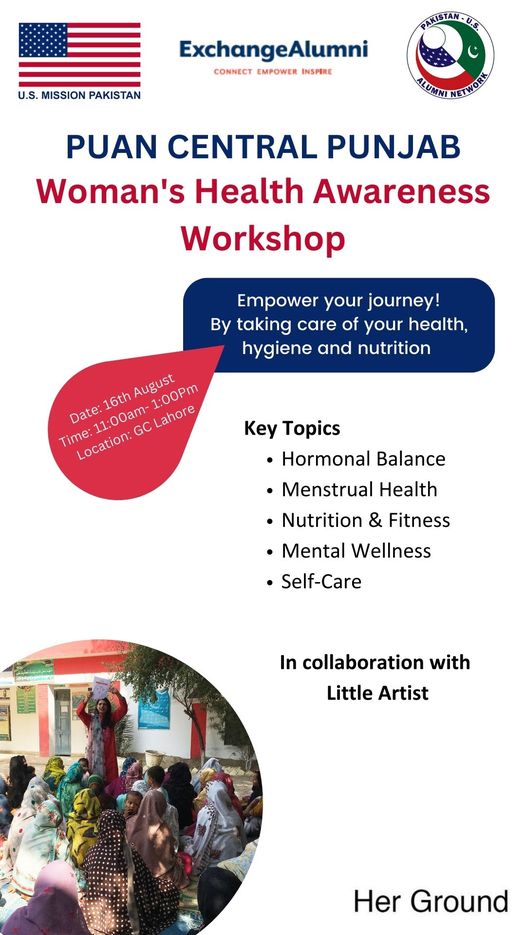 U.S. MISSION PAKISTAN
ExchangeAlumni
CONNECT EMPOWER INSPIRE
PAKISTAN - U.S.
ALUMNI NETWORK
PUAN CENTRAL PUNJAB
Woman's Health Awareness
Workshop
Empower your journey!
By taking care of your health,
hygiene and nutrition
Date: 16th August
Time: 11:00am- 1:00Pm
Location: GC Lahore
Key Topics
• Hormonal Balance
• Menstrual Health
• Nutrition & Fitness
• Mental Wellness
• Self-Care
In collaboration with
Little Artist
Her Ground